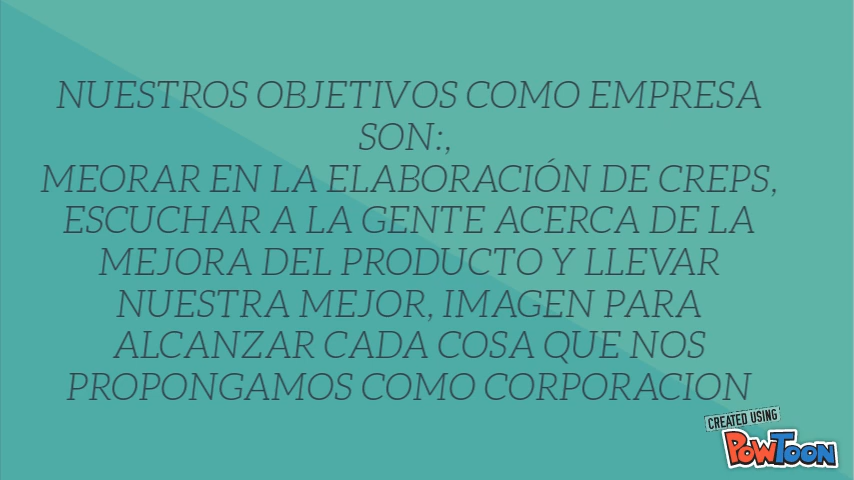 NUESTROS OBJETIVOS COMO EMPRESA
SON:,
MEORAR EN LA ELABORACIÓN DE CREPS,
ESCUCHAR A LA GENTE ACERCA DE LA
MEJORA DEL PRODUCTO Y LLEVAR
NUESTRA MEJOR, IMAGEN PARA
ALCANZAR CADA COSA QUE NOS
PROPONGAMOS COMO CORPORACION
CREATED USING
POWTOON